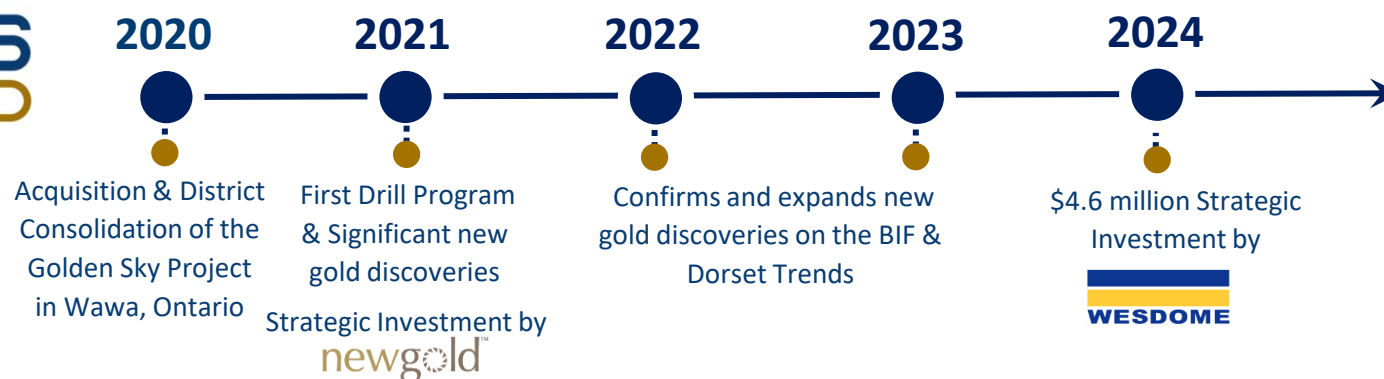 S
D
2020
2021
2022
2023
2024
Acquisition & District
Consolidation of the
Golden Sky Project
in Wawa, Ontario
First Drill Program
& Significant new
gold discoveries
Strategic Investment by
newgold™
Confirms and expands new
gold discoveries on the BIF &
Dorset Trends
$4.6 million Strategic
Investment by
WESDOME